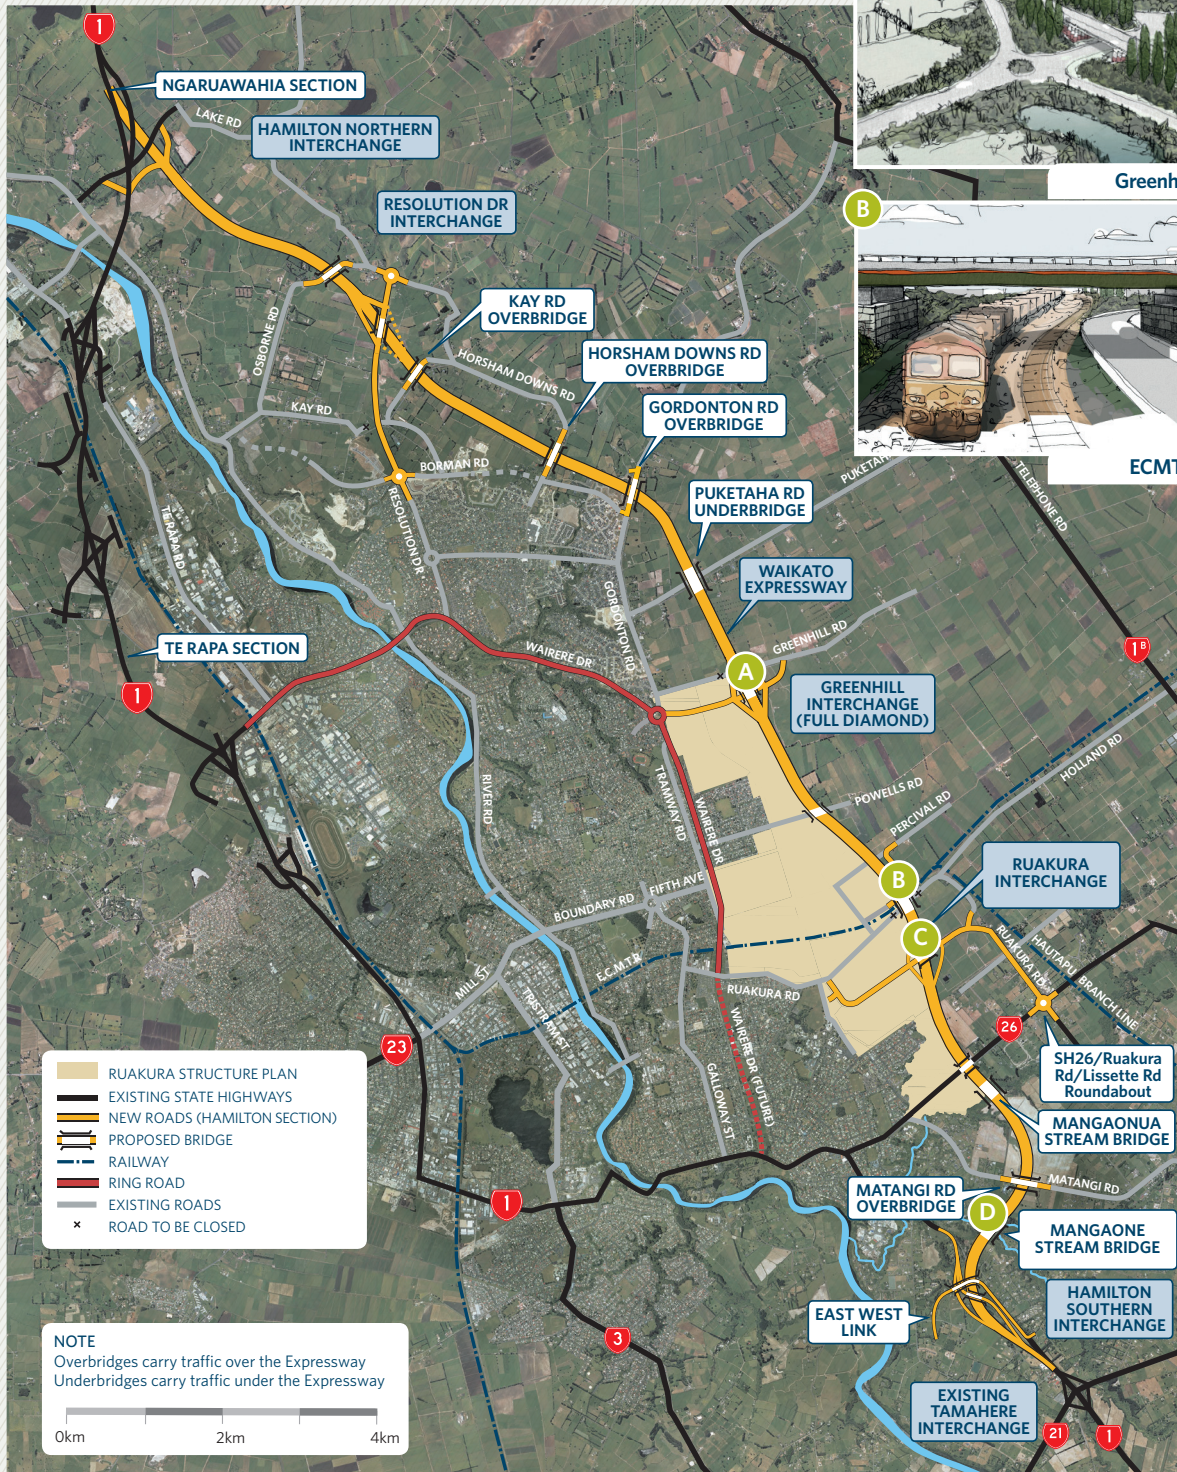 1
NGARUAWAHIA SECTION
LAKE RD
HAMILTON NORTHERN
INTERCHANGE
RESOLUTION DR
INTERCHANGE
Greenh
B
KAY RD
OVERBRIDGE
OSBORNE RD
HORSHAM DOWNS RD
HORSHAM DOWNS RD
OVERBRIDGE
KAY RD
GORDONTON RD
OVERBRIDGE
BORMAN RD
PUKETAH
ECMT
TELEPHONE RD
PUKETAHA RD
UNDERBRIDGE
TE RAPA RD
RESOLUTION DR
WAIKATO
EXPRESSWAY
GORDONTON RD
GREENHILL RD
TE RAPA SECTION
WAIRERE DR
1B
A
1
GREENHILL
INTERCHANGE
(FULL DIAMOND)
HOLLAND RD
RIVER RD
TRAMWAY RD
WAIRERE DR
POWELLS RD
PERCIVAL RD
B
RUAKURA
INTERCHANGE
FIFTH AVE
BOUNDARY RD
C
RUAKURA RD
HAUTAPU BRANCH LINE
E.C.M.T.R.
MILL ST
RUAKURA RD
TRISTRAM ST
WAIRERE DR (FUTURE)
26
23
GALLOWAY ST
SH26/Ruakura
Rd/Lissette Rd
Roundabout
RUAKURA STRUCTURE PLAN
EXISTING STATE HIGHWAYS
NEW ROADS (HAMILTON SECTION)
PROPOSED BRIDGE
RAILWAY
RING ROAD
EXISTING ROADS
× ROAD TO BE CLOSED
MANGAONUA
STREAM BRIDGE
MATANGI RD
MATANGI RD
OVERBRIDGE
1
D
MANGAONE
STREAM BRIDGE
HAMILTON
SOUTHERN
INTERCHANGE
EAST WEST
LINK
3
NOTE
Overbridges carry traffic over the Expressway
Underbridges carry traffic under the Expressway
0km 2km 4km
EXISTING
TAMAHERE
INTERCHANGE
21
1